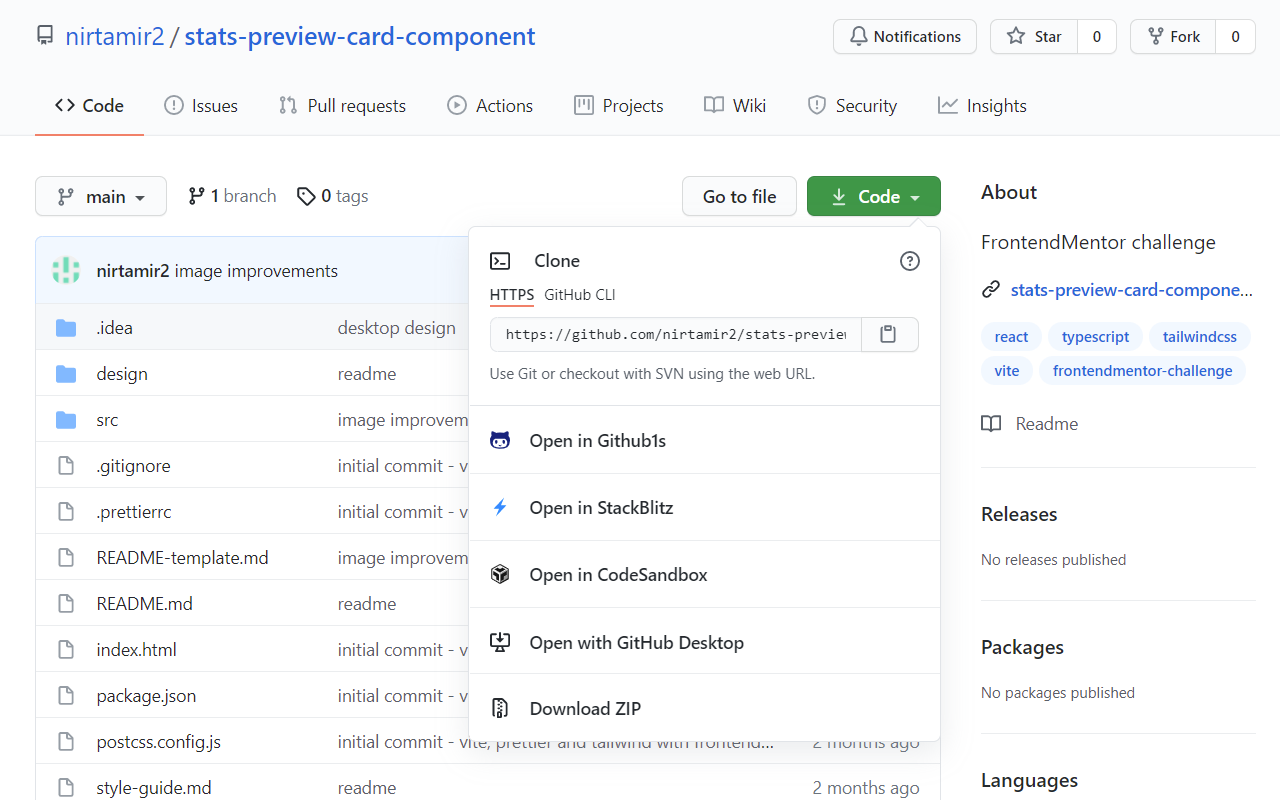 nirtamir2 / stats-preview-card-component
Notifications
Star 0
Fork 0
Code Issues Pull requests Actions Projects Wiki Security Insights
main 1 branch 0 tags
Go to file
Code
nirtamir2 image improvements
.idea desktop design
design readme
src image improvem
.gitignore initial commit - v
.prettierrc initial commit - v
README-template.md image improvem
README.md readme
index.html initial commit - v
package.json initial commit - v
postcss.config.js initial commit - vite, prettier and tailwind with frontend... 2 months ago
style-guide.md readme 2 months ago
Clone
HTTPS GitHub CLI
https://github.com/nirtamir2/stats-preview
Use Git or checkout with SVN using the web URL.
Open in Github1s
Open in StackBlitz
Open in CodeSandbox
Open with GitHub Desktop
Download ZIP
About
FrontendMentor challenge
stats-preview-card-compone...
react typescript tailwindcss
vite frontendmentor-challenge
Readme
Releases
No releases published
Packages
No packages published
Languages